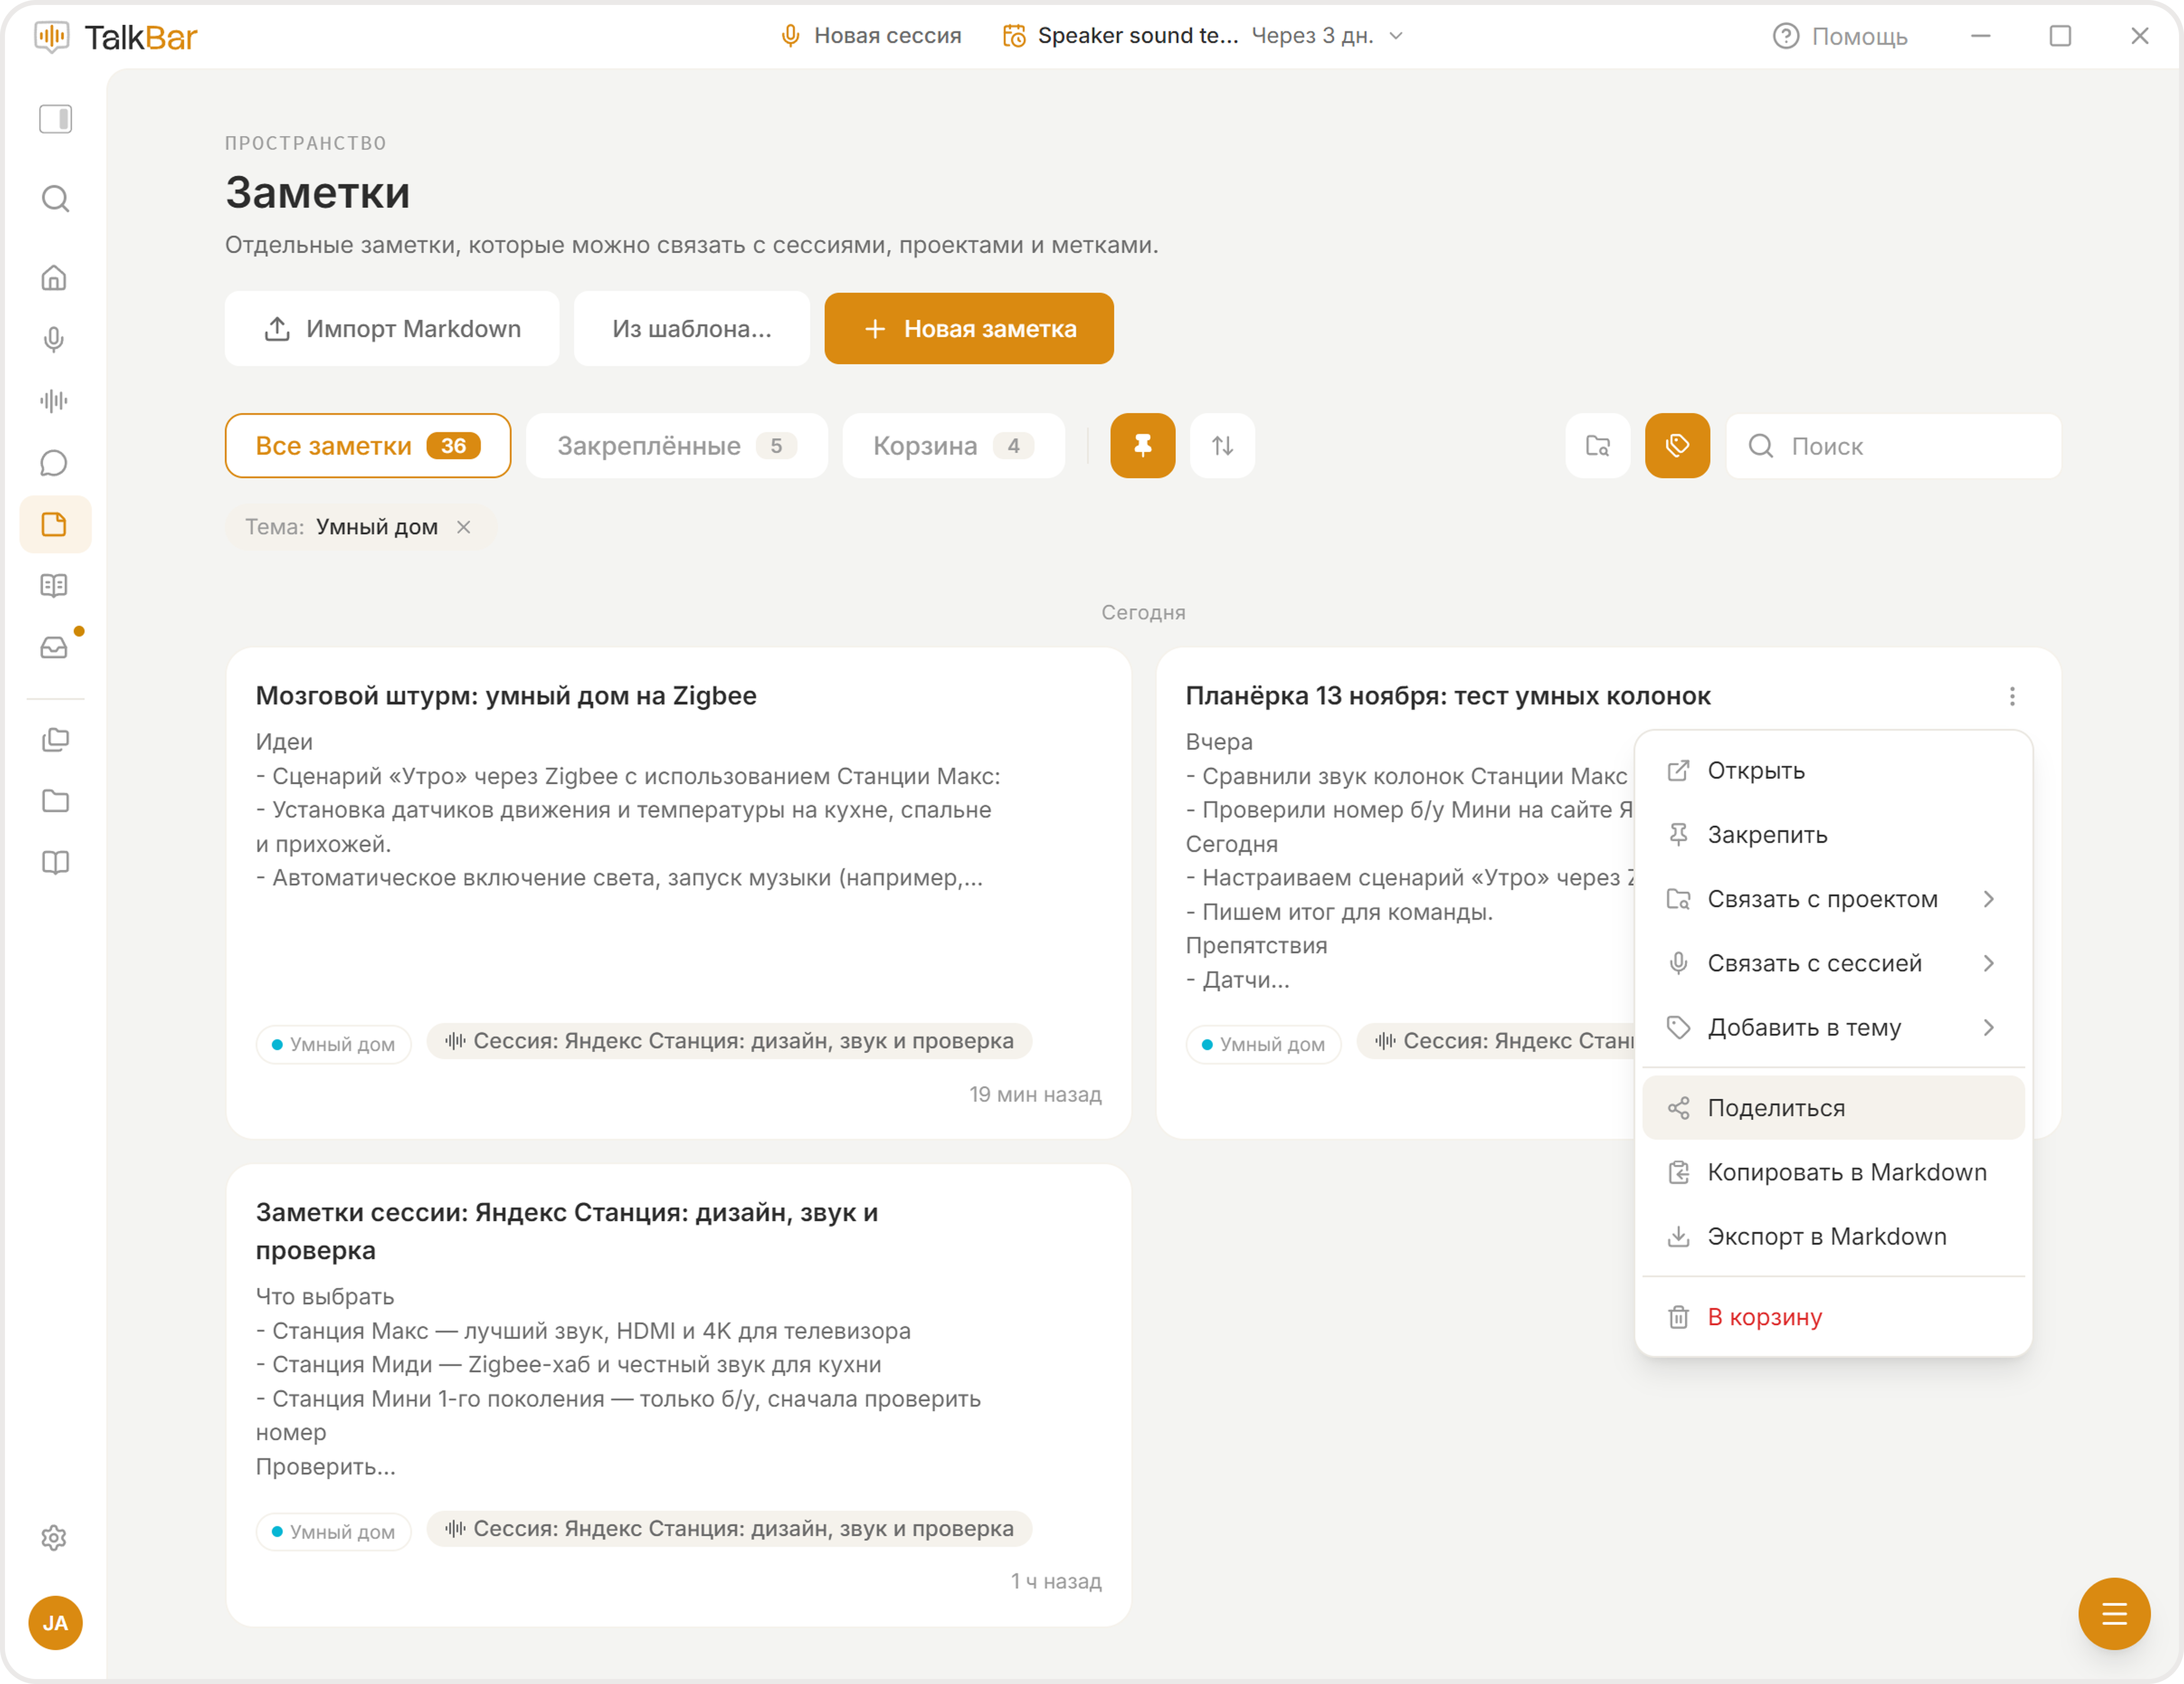 TalkBar
Новая сессия
Speaker sound te... Через 3 дн.
Помощь
ПРОСТРАНСТВО
Заметки
Отдельные заметки, которые можно связать с сессиями, проектами и метками.
Импорт Markdown
Из шаблона...
Новая заметка
Все заметки 36
Закреплённые 5
Корзина 4
Поиск
Тема: Умный дом
Сегодня
Мозговой штурм: умный дом на Zigbee
Идеи
- Сценарий «Утро» через Zigbee с использованием Станции Макс:
- Установка датчиков движения и температуры на кухне, спальне
и прихожей.
- Автоматическое включение света, запуск музыки (например,...
Умный дом
Сессия: Яндекс Станция: дизайн, звук и проверка
19 мин назад
Планёрка 13 ноября: тест умных колонок
Вчера
- Сравнили звук колонок Станции Макс
- Проверили номер б/у Мини на сайте Я
Сегодня
- Настраиваем сценарий «Утро» через
- Пишем итог для команды.
Препятствия
- Датчи...
Умный дом
Сессия: Яндекс Стан
Открыть
Закрепить
Связать с проектом
Связать с сессией
Добавить в тему
Поделиться
Копировать в Markdown
Экспорт в Markdown
В корзину
Заметки сессии: Яндекс Станция: дизайн, звук и
проверка
Что выбрать
- Станция Макс — лучший звук, HDMI и 4K для телевизора
- Станция Миди — Zigbee-хаб и честный звук для кухни
- Станция Мини 1-го поколения — только б/у, сначала проверить
номер
Проверить...
Умный дом
Сессия: Яндекс Станция: дизайн, звук и проверка
1 ч назад
JA